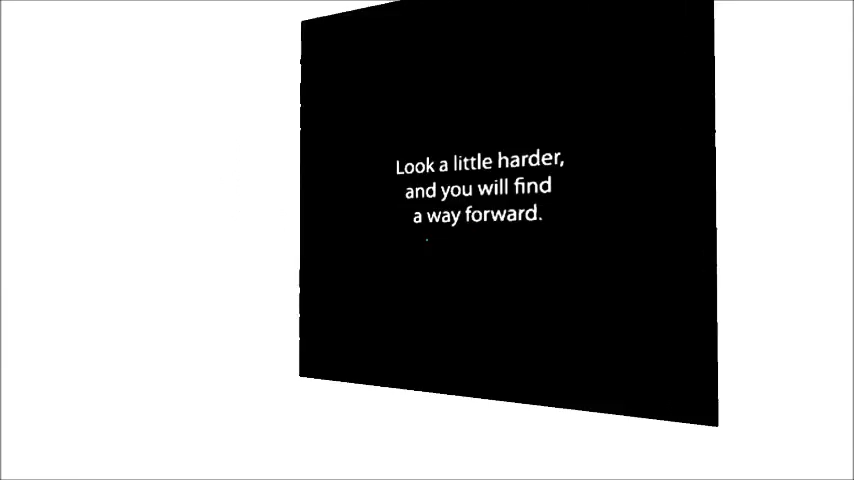 Look a little harder,
and you will find
a way forward.